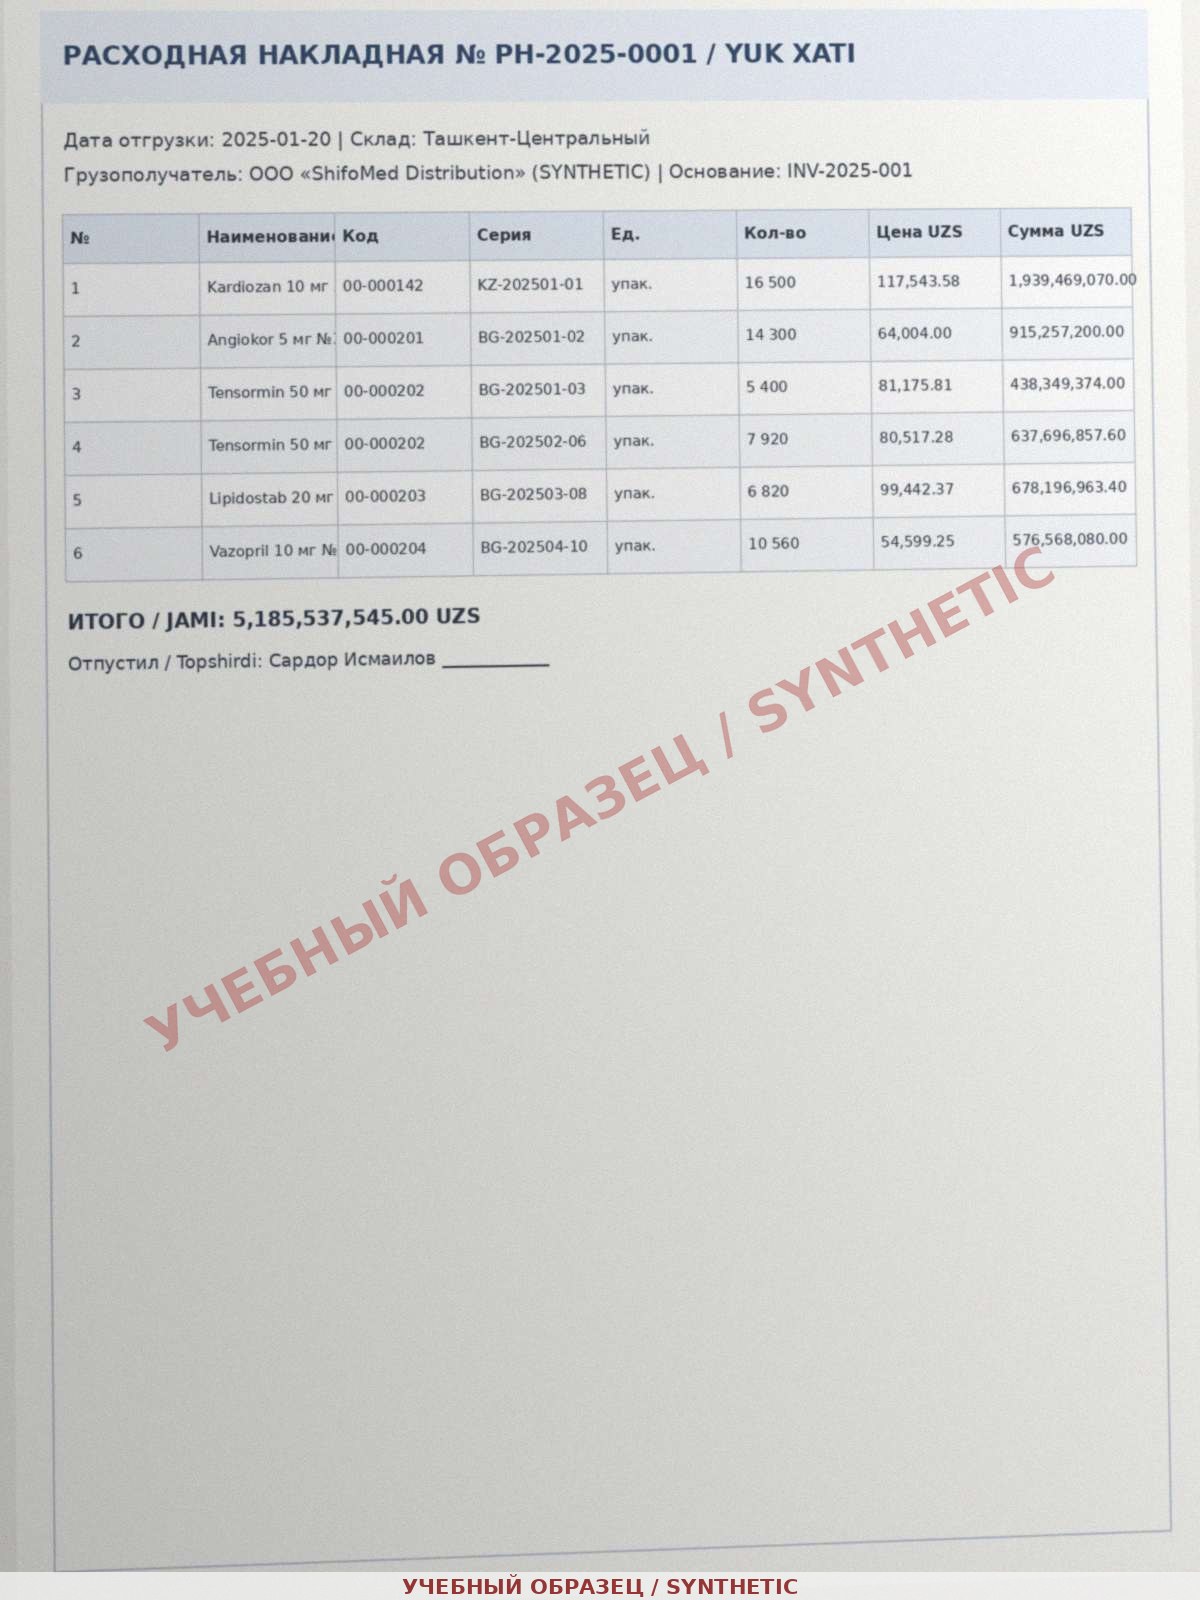 РАСХОДНАЯ НАКЛАДНАЯ № РН-2025-0001 / YUK XATI
Дата отгрузки: 2025-01-20 | Склад: Ташкент-Центральный
Грузополучатель: ООО «ShifoMed Distribution» (SYNTHETIC) | Основание: INV-2025-001
№ Наименовани Код Серия Ед. Кол-во Цена UZS Сумма UZS
1 Kardiozan 10 мг 00-000142 KZ-202501-01 упак. 16 500 117,543.58 1,939,469,070.00
2 Angiokor 5 мг № 00-000201 BG-202501-02 упак. 14 300 64,004.00 915,257,200.00
3 Tensormin 50 мг 00-000202 BG-202501-03 упак. 5 400 81,175.81 438,349,374.00
4 Tensormin 50 мг 00-000202 BG-202502-06 упак. 7 920 80,517.28 637,696,857.60
5 Lipidostab 20 мг 00-000203 BG-202503-08 упак. 6 820 99,442.37 678,196,963.40
6 Vazopril 10 мг № 00-000204 BG-202504-10 упак. 10 560 54,599.25 576,568,080.00
ИТОГО / JAMI: 5,185,537,545.00 UZS
Отпустил / Topshirdi: Сардор Исмаилов
УЧЕБНЫЙ ОБРАЗЕЦ / SYNTHETIC
УЧЕБНЫЙ ОБРАЗЕЦ / SYNTHETIC